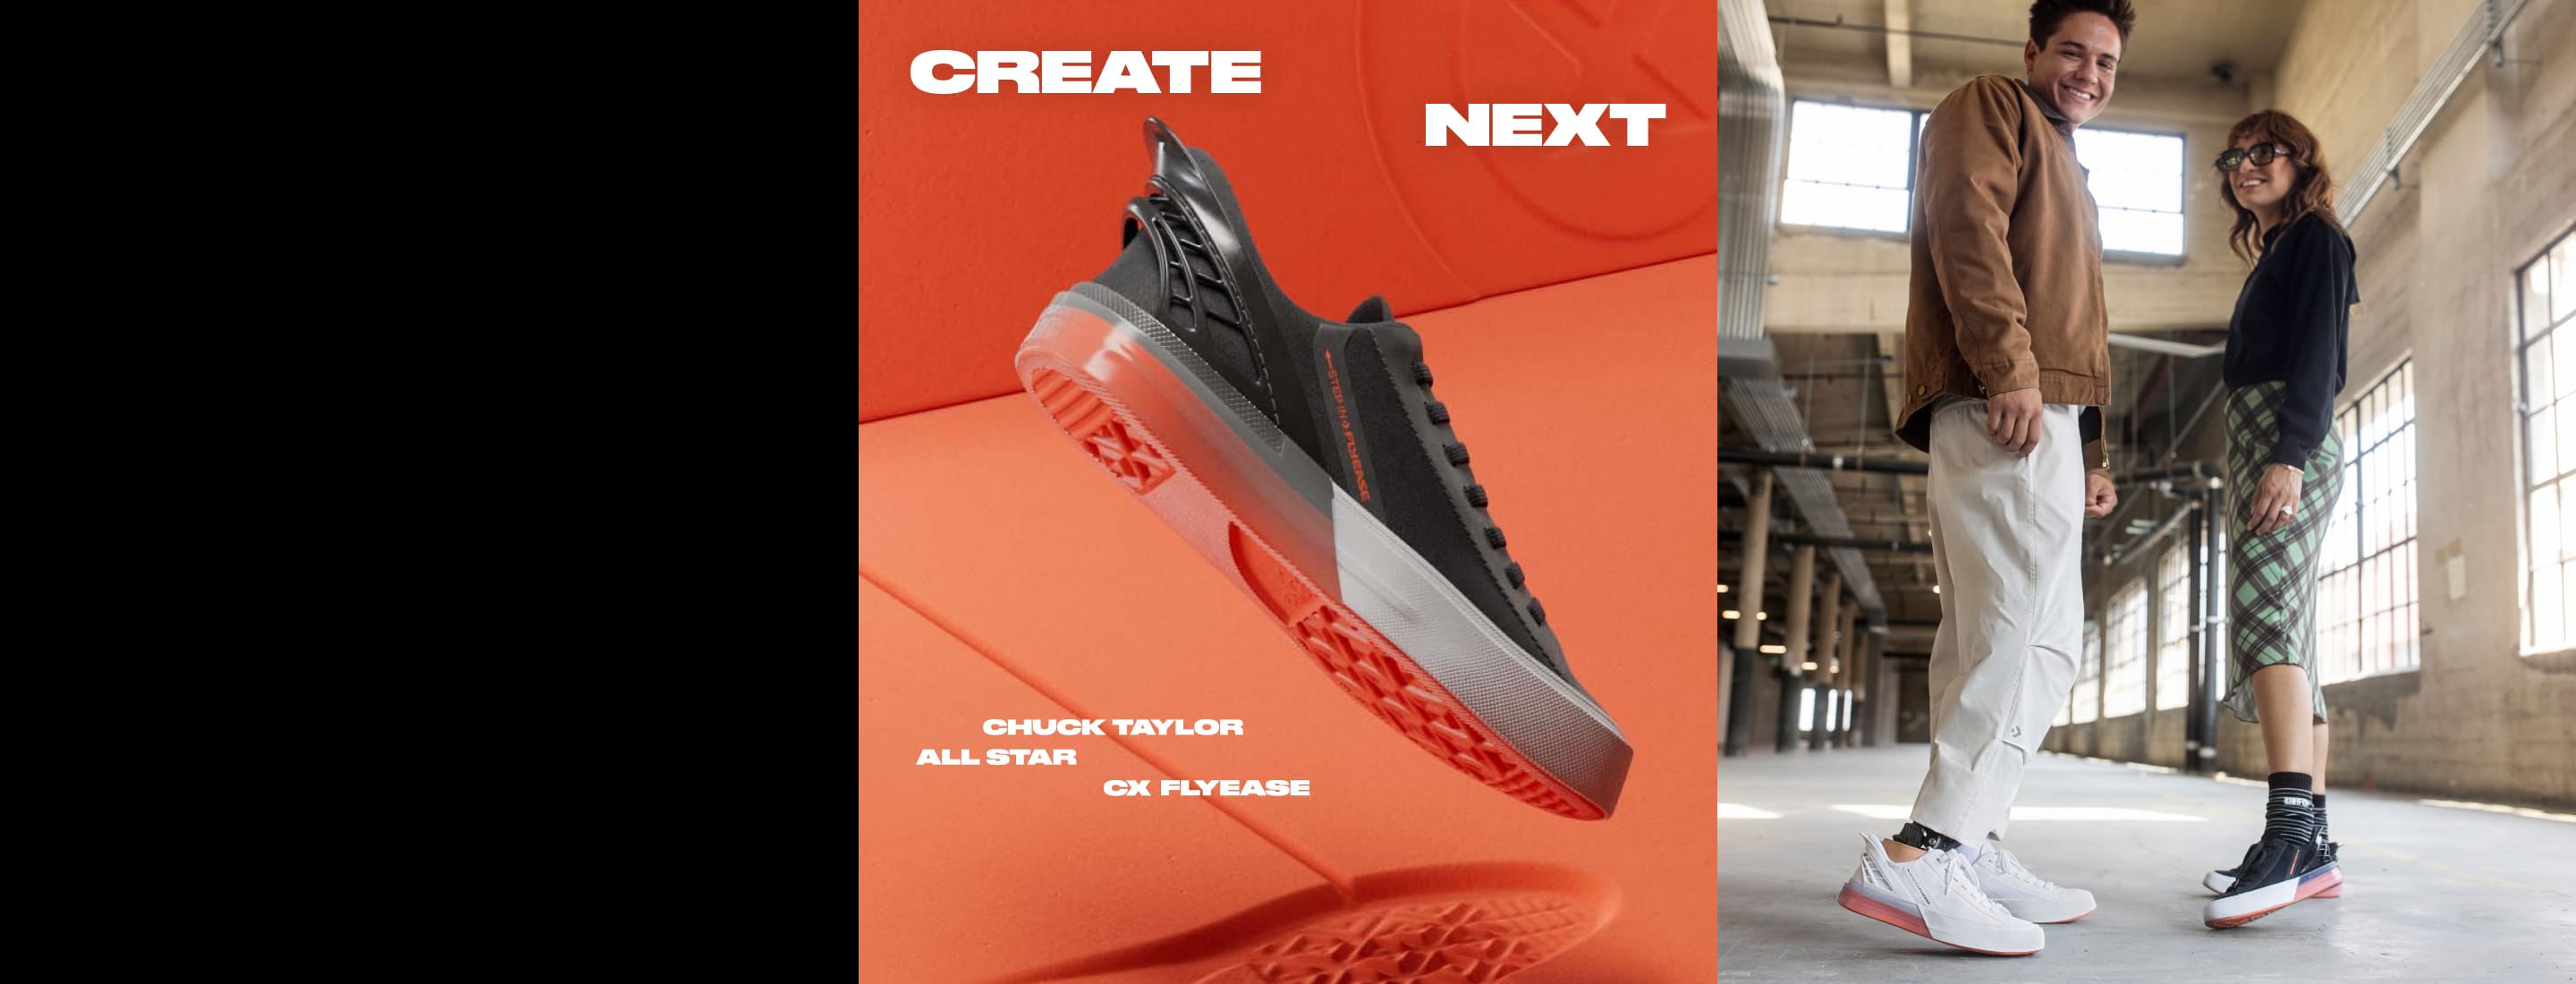 CREATE
NEXT
STEP IN FLYEASE
CHUCK TAYLOR
ALL STAR
CX FLYEASE